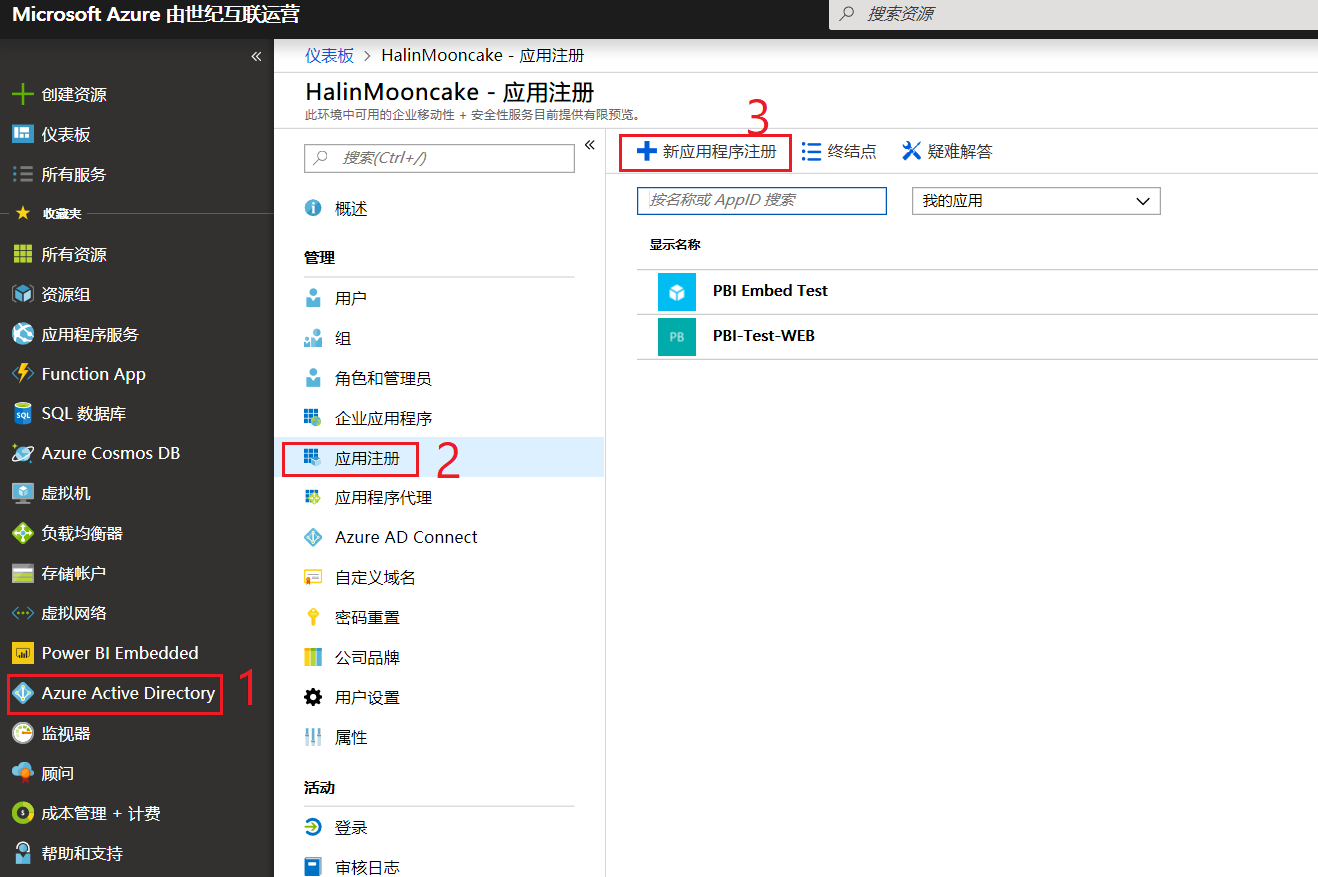 Microsoft Azure 由世纪互联运营
搜索资源
«
创建资源
仪表板
所有服务
收藏夹
所有资源
资源组
应用程序服务
Function App
SQL 数据库
Azure Cosmos DB
虚拟机
负载均衡器
存储帐户
虚拟网络
Power BI Embedded
Azure Active Directory
1
监视器
顾问
成本管理 + 计费
帮助和支持
仪表板 > HalinMooncake - 应用注册
HalinMooncake - 应用注册
此环境中可用的企业移动性 + 安全性服务目前提供有限预览。
搜索(Ctrl+/)
«
概述
管理
用户
组
角色和管理员
企业应用程序
应用注册
2
应用程序代理
Azure AD Connect
自定义域名
密码重置
公司品牌
用户设置
属性
活动
登录
审核日志
3
新应用程序注册
终结点
疑难解答
按名称或 AppID 搜索
我的应用
显示名称
PBI Embed Test
PB
PBI-Test-WEB